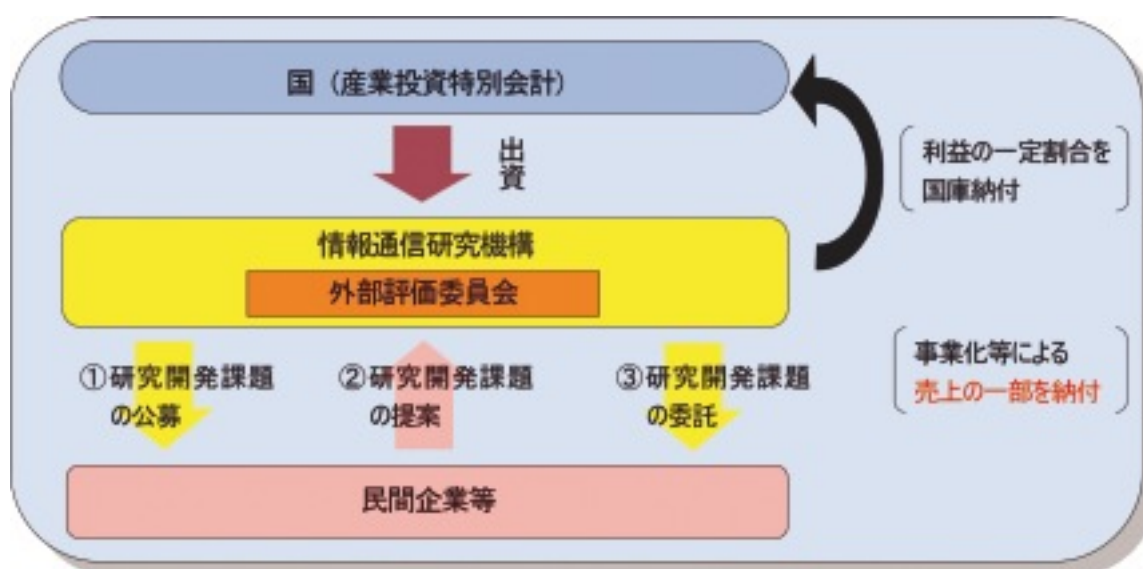 国（産業投資特別会計）
出資
利益の一定割合を
国庫納付
情報通信研究機構
外部評価委員会
①研究開発課題
の公募
②研究開発課題
の提案
③研究開発課題
の委託
事業化等による
売上の一部を納付
民間企業等